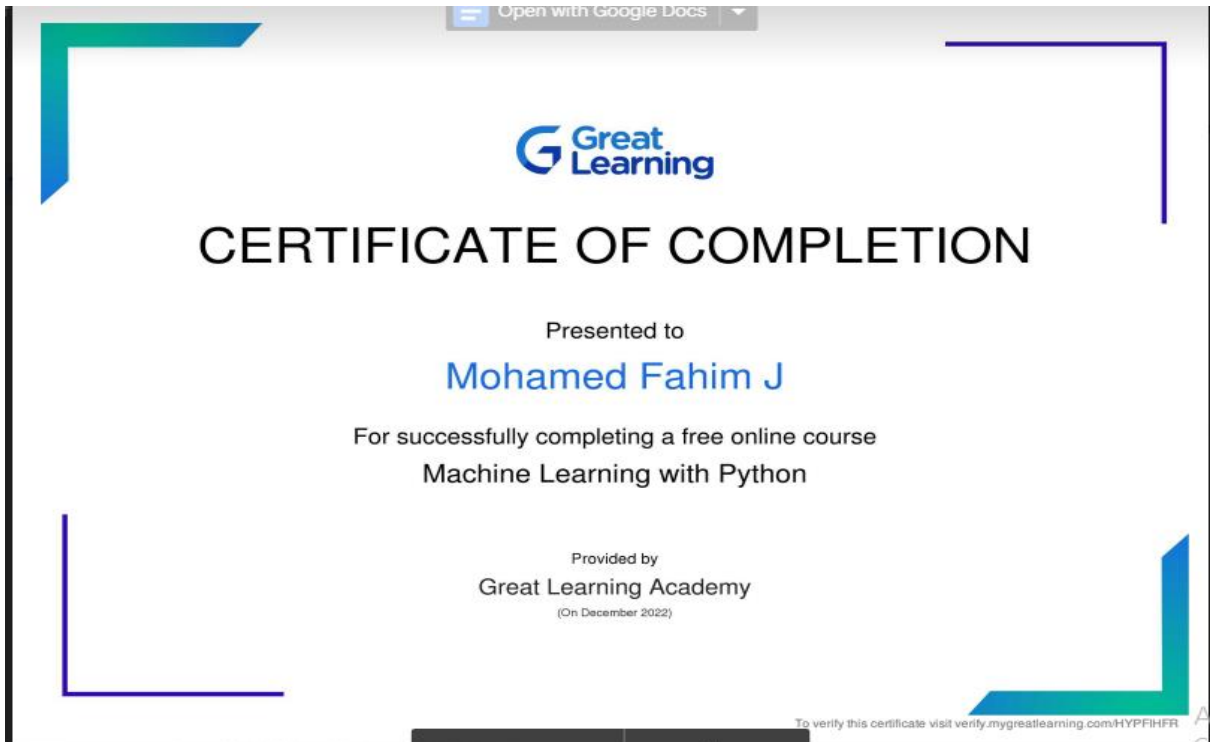 Open with Google Docs
Great
Learning
CERTIFICATE OF COMPLETION
Presented to
Mohamed Fahim J
For successfully completing a free online course
Machine Learning with Python
Provided by
Great Learning Academy
(On December 2022)
To verify this certificate visit verify.mygreatlearning.com/HYPFIHFR